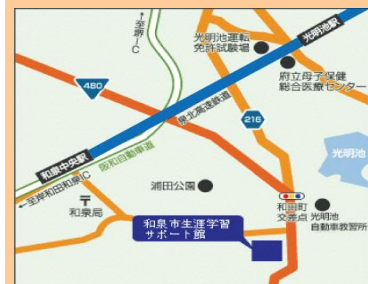 至堺IC
光明池運転
免許試験場
光明池駅
府立母子保健
総合医療センター
480
泉北高速鉄道
216
光明池
和泉中央駅
阪和自動車道
至岸和田和泉IC
和泉局
浦田公園
和田町
交差点
光明池
自動車教習所
和泉市生涯学習
サポート館